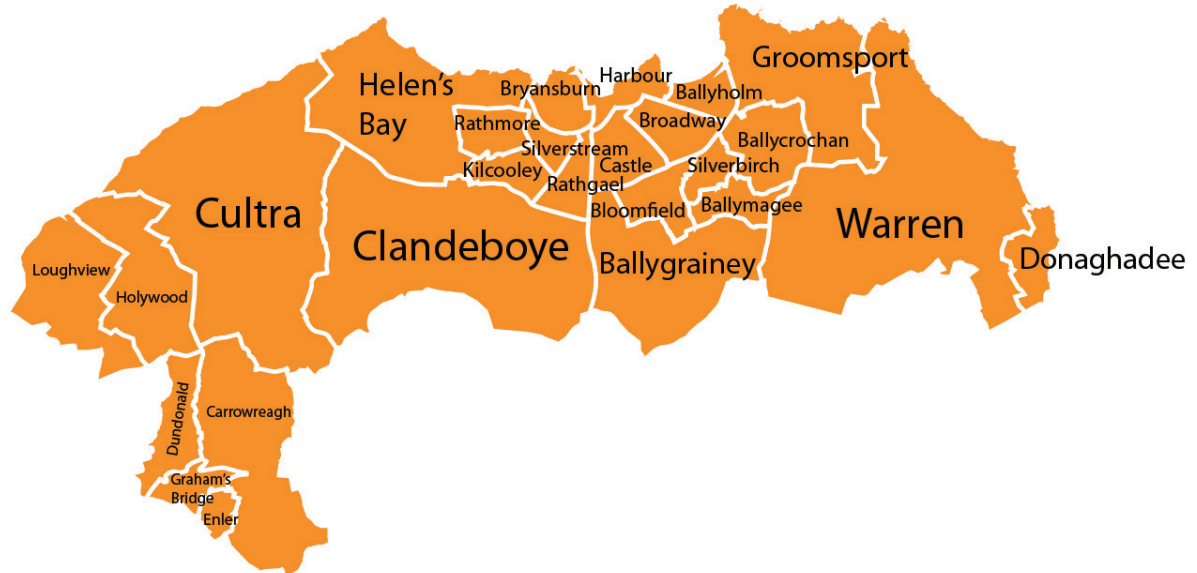 Groomsport
Helen's
Bay
Harbour
Bryansburn
Ballyholm
Rathmore
Broadway
Ballycrochan
Silverstream
Kilcooley
Castle
Silverbirch
Rathgael
Bloomfield
Ballymagee
Cultra
Clandeboye
Warren
Ballygrainey
Donaghadee
Loughview
Holywood
Dundonald
Carrowreagh
Graham's
Bridge
Enler